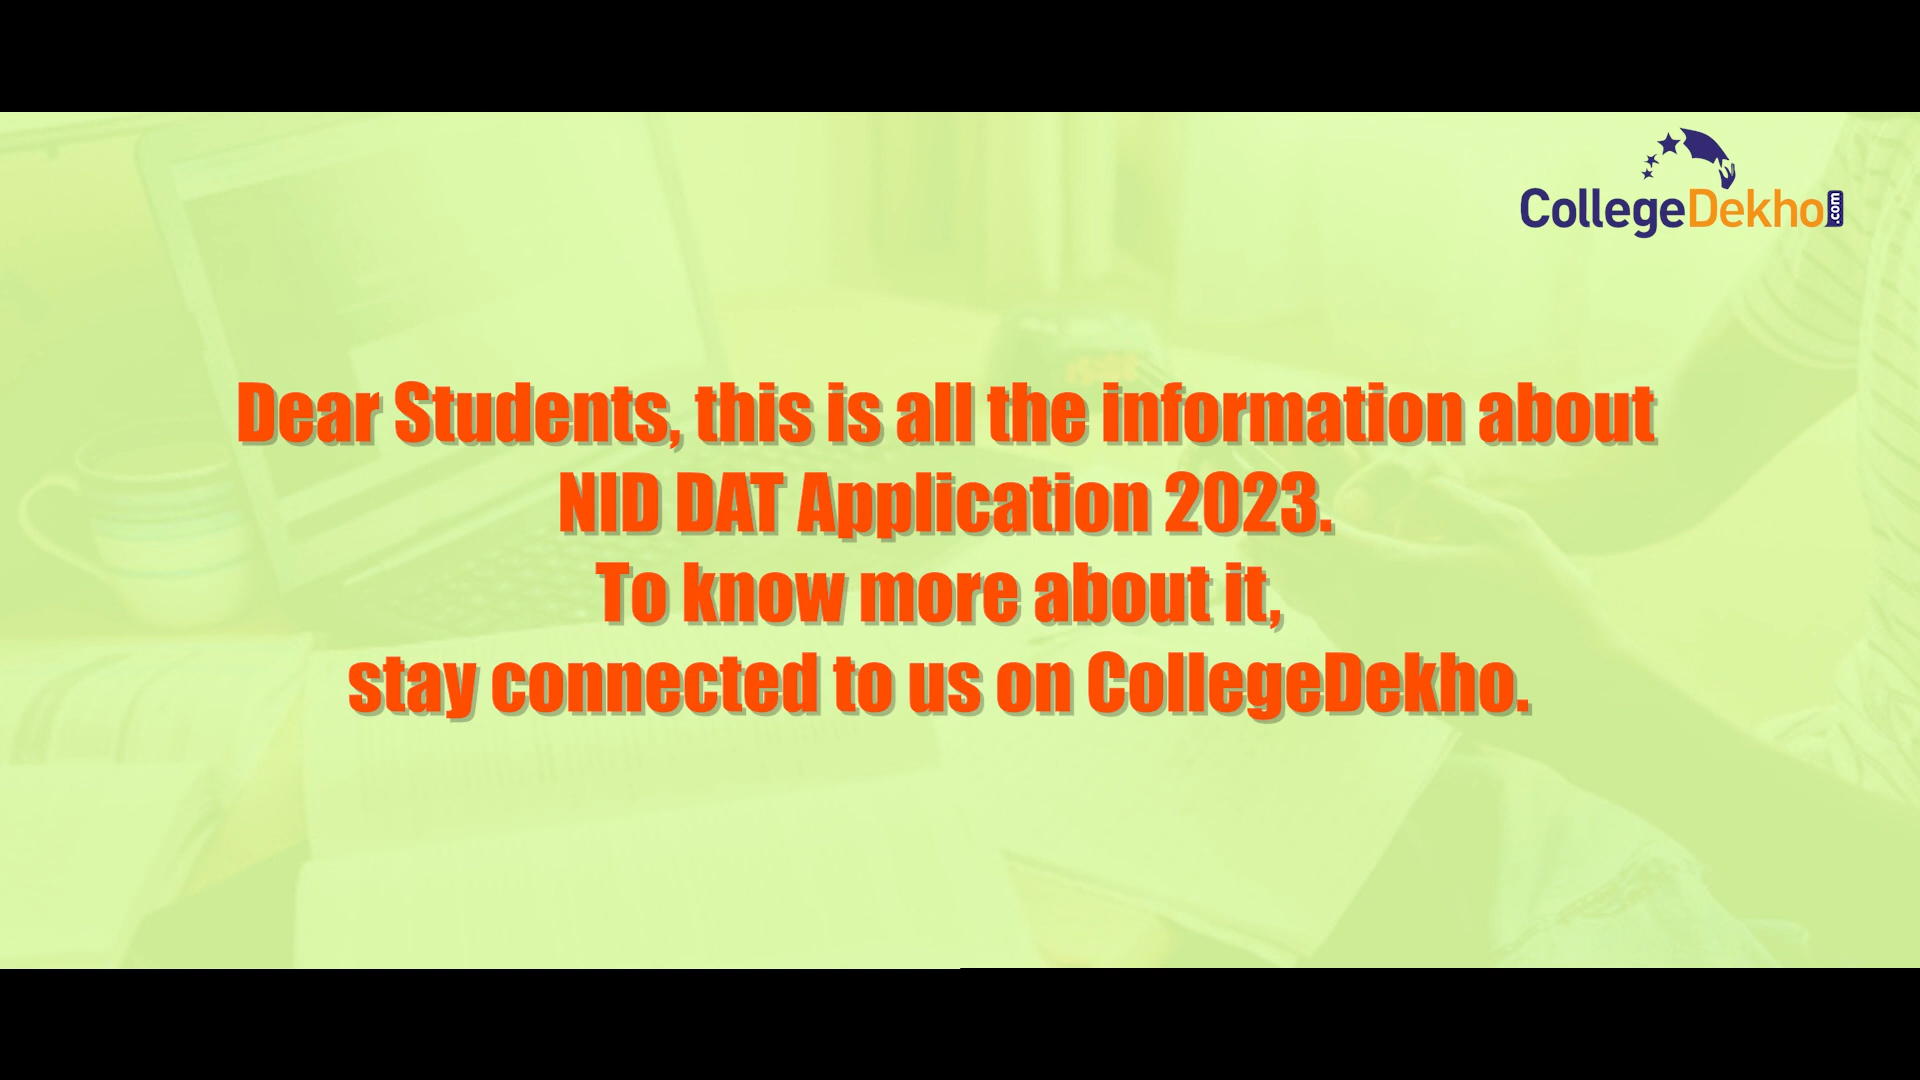 CollegeDekho.com
Dear Students, this is all the information about
NID DAT Application 2023.
To know more about it,
stay connected to us on CollegeDekho.